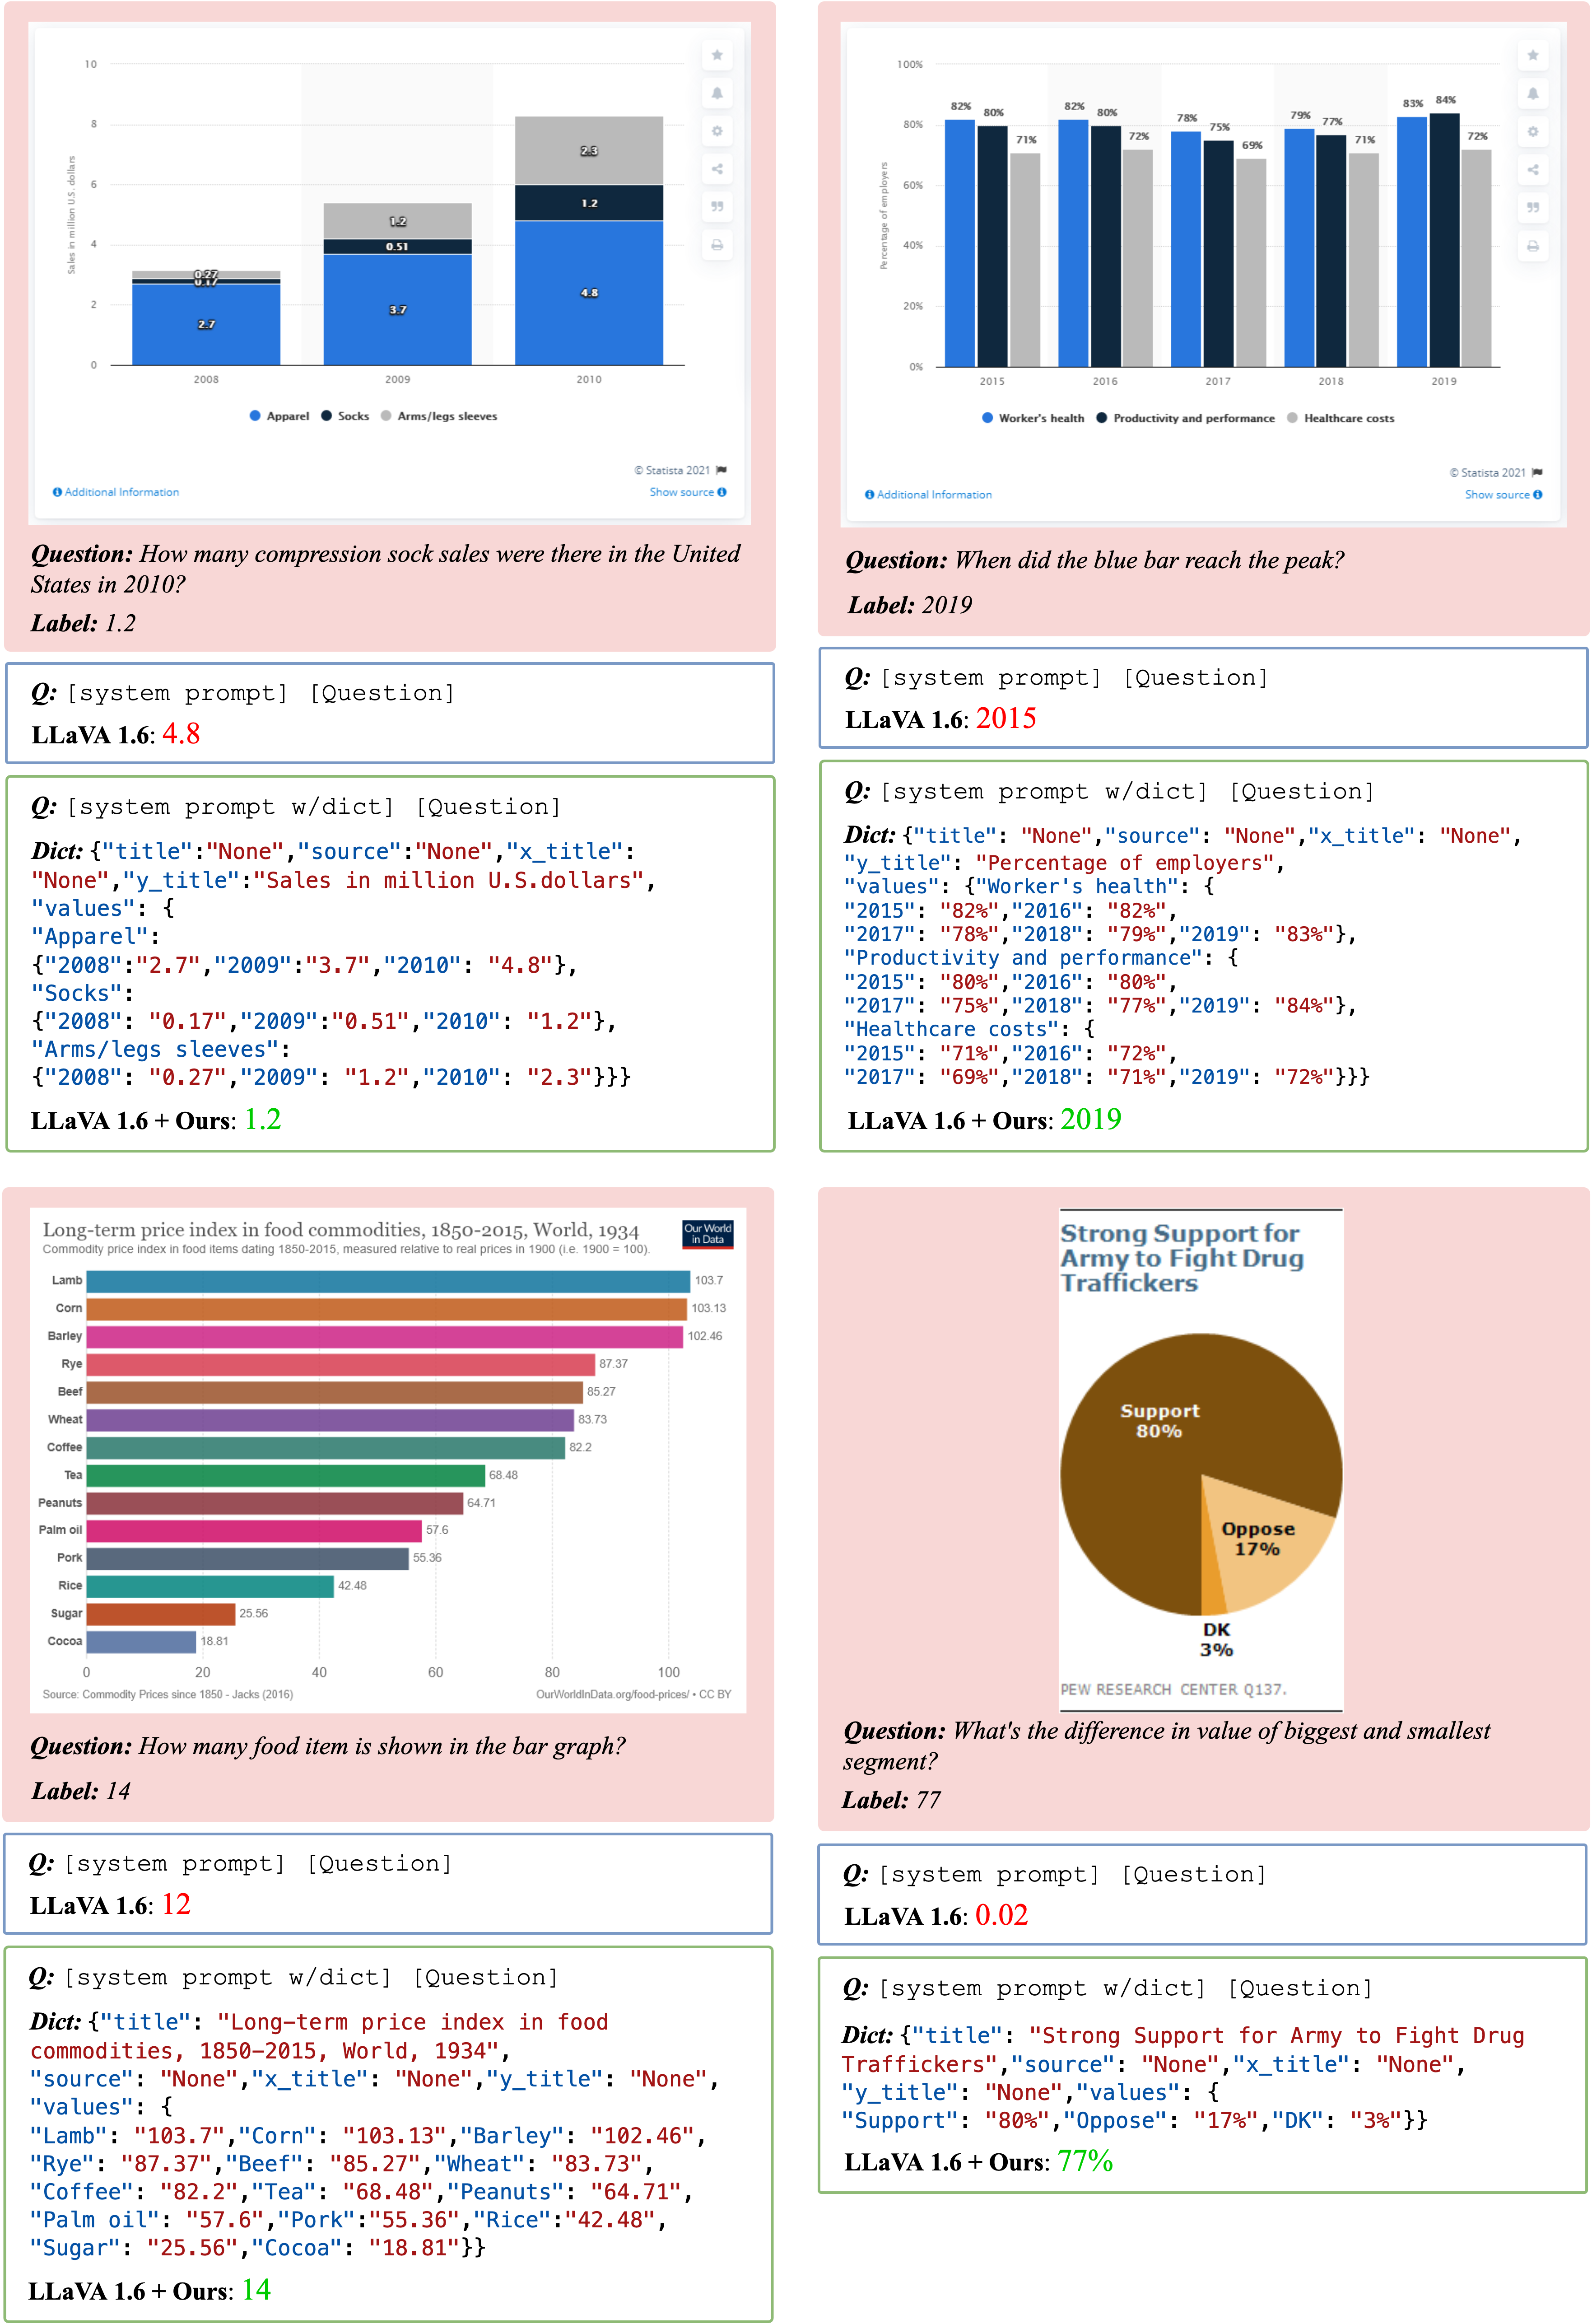 10
8
6
4
2
0
Sales in million U.S. dollars
2.3
1.2
4.8
1.2
0.51
3.7
0.27
0.17
2.7
2008 2009 2010
Apparel Socks Arms/legs sleeves
© Statista 2021
Additional Information Show source
Question: How many compression sock sales were there in the United
States in 2010?
Label: 1.2
Q: [system prompt] [Question]
LLaVA 1.6: 4.8
Q: [system prompt w/dict] [Question]
Dict: {"title":"None","source":"None","x_title":
"None","y_title":"Sales in million U.S.dollars",
"values": {
"Apparel":
{"2008":"2.7","2009":"3.7","2010": "4.8"},
"Socks":
{"2008": "0.17","2009":"0.51","2010": "1.2"},
"Arms/legs sleeves":
{"2008": "0.27","2009": "1.2","2010": "2.3"}}}
LLaVA 1.6 + Ours: 1.2
100%
80%
60%
40%
20%
0%
Percentage of employers
82% 80% 71%
82% 80% 72%
78% 75% 69%
79% 77% 71%
83% 84% 72%
2015 2016 2017 2018 2019
Worker's health Productivity and performance Healthcare costs
© Statista 2021
Additional Information Show source
Question: When did the blue bar reach the peak?
Label: 2019
Q: [system prompt] [Question]
LLaVA 1.6: 2015
Q: [system prompt w/dict] [Question]
Dict: {"title": "None","source": "None","x_title": "None",
"y_title": "Percentage of employers",
"values": {"Worker's health": {
"2015": "82%","2016": "82%",
"2017": "78%","2018": "79%","2019": "83%"},
"Productivity and performance": {
"2015": "80%","2016": "80%",
"2017": "75%","2018": "77%","2019": "84%"},
"Healthcare costs": {
"2015": "71%","2016": "72%",
"2017": "69%","2018": "71%","2019": "72%"}}}
LLaVA 1.6 + Ours: 2019
Long-term price index in food commodities, 1850-2015, World, 1934
Commodity price index in food items dating 1850-2015, measured relative to real prices in 1900 (i.e. 1900 = 100).
Our World
in Data
Lamb 103.7
Corn 103.13
Barley 102.46
Rye 87.37
Beef 85.27
Wheat 83.73
Coffee 82.2
Tea 68.48
Peanuts 64.71
Palm oil 57.6
Pork 55.36
Rice 42.48
Sugar 25.56
Cocoa 18.81
0 20 40 60 80 100
Source: Commodity Prices since 1850 - Jacks (2016) OurWorldInData.org/food-prices/ • CC BY
Question: How many food item is shown in the bar graph?
Label: 14
Q: [system prompt] [Question]
LLaVA 1.6: 12
Q: [system prompt w/dict] [Question]
Dict: {"title": "Long-term price index in food
commodities, 1850-2015, World, 1934",
"source": "None","x_title": "None","y_title": "None",
"values": {
"Lamb": "103.7","Corn": "103.13","Barley": "102.46",
"Rye": "87.37","Beef": "85.27","Wheat": "83.73",
"Coffee": "82.2","Tea": "68.48","Peanuts": "64.71",
"Palm oil": "57.6","Pork":"55.36","Rice":"42.48",
"Sugar": "25.56","Cocoa": "18.81"}}
LLaVA 1.6 + Ours: 14
Strong Support for
Army to Fight Drug
Traffickers
Support
80%
Oppose
17%
DK
3%
PEW RESEARCH CENTER Q137.
Question: What's the difference in value of biggest and smallest
segment?
Label: 77
Q: [system prompt] [Question]
LLaVA 1.6: 0.02
Q: [system prompt w/dict] [Question]
Dict: {"title": "Strong Support for Army to Fight Drug
Traffickers","source": "None","x_title": "None",
"y_title": "None","values": {
"Support": "80%","Oppose": "17%","DK": "3%"}}
LLaVA 1.6 + Ours: 77%